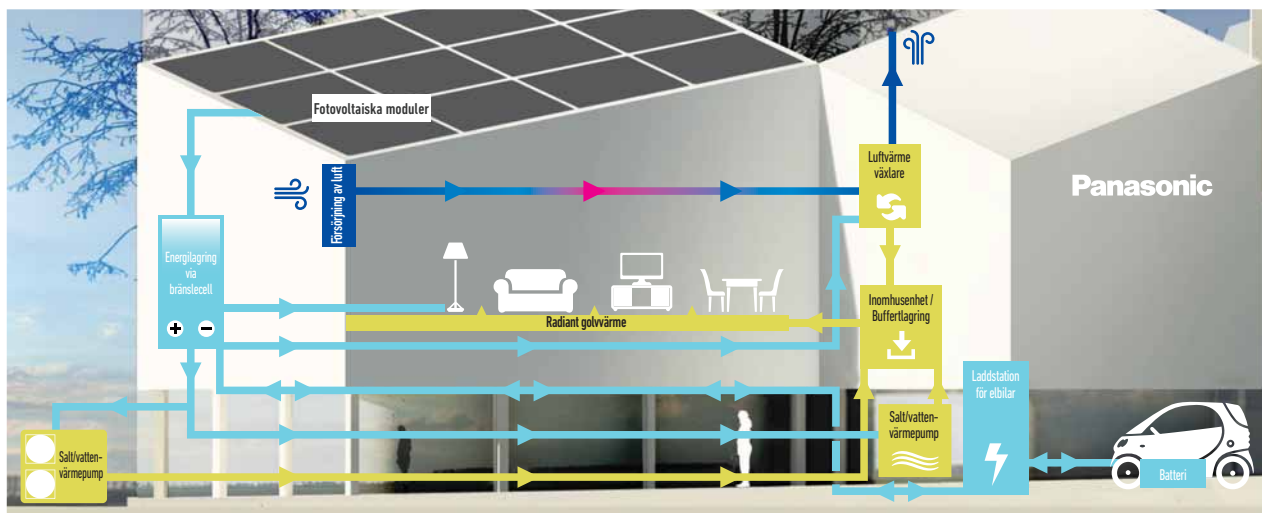 Fotovoltaiska moduler
Försörjning av luft
Luftvärme
växlare
Panasonic
Energilagring
via
bränslecell
Inomhusenhet /
Buffertlagring
Radiant golvvärme
Laddstation
för elbilar
Salt/vatten-
värmepump
Salt/vatten-
värmepump
Batteri